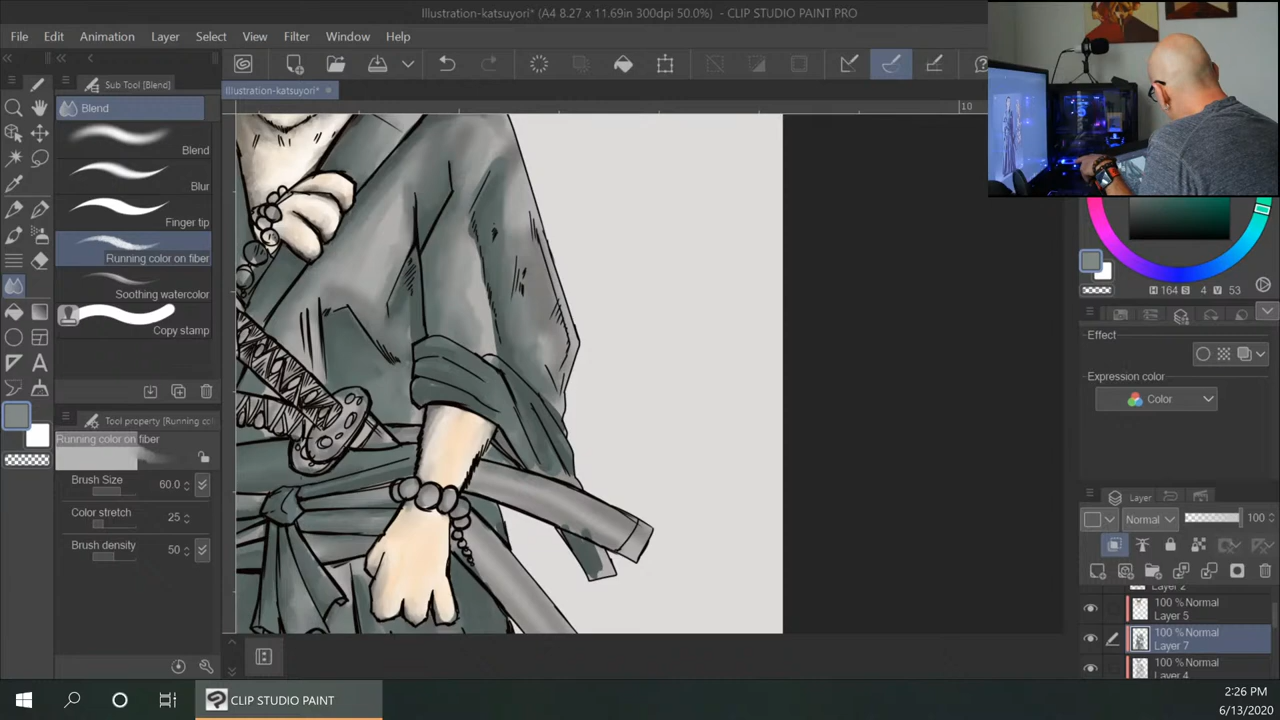 Illustration-katsuyori* (A4 8.27 x 11.69in 300dpi 50.0%) - CLIP STUDIO PAINT PRO
File Edit Animation Layer Select View Filter Window Help
Sub Tool [Blend]
Illustration-katsuyori*
Blend
10
Blend
Blur
Finger tip
Running color on fiber
Soothing watercolor
Copy stamp
Tool property [Running co
Running color on fiber
Brush Size 60.0
Color stretch 25
Brush density 50
H 164 S 4 V 53
Effect
Expression color
Color
Layer
Normal 100
Layer 2
100 % Normal
Layer 5
100 % Normal
Layer 7
100 % Normal
Layer 4
CLIP STUDIO PAINT
2:26 PM
6/13/2020